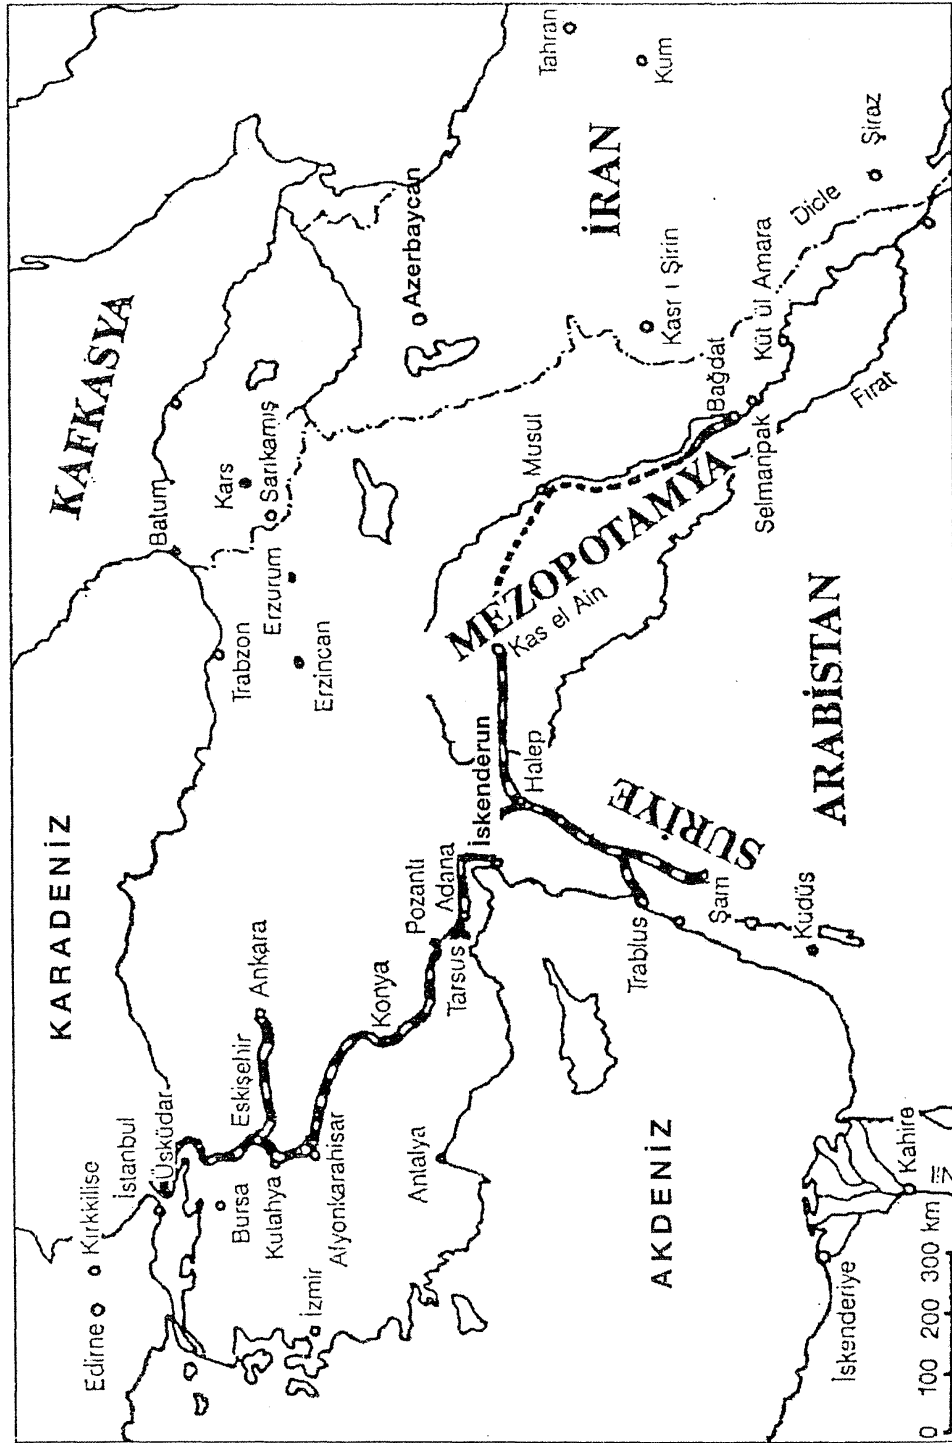 KARADENİZ
KAFKASYA
Edirne
Kırkkilise
İstanbul
Üsküdar
Bursa
Eskişehir
Ankara
Kutahya
Alyonkarahisar
İzmir
Konya
Antalya
Pozantı
Adana
Tarsus
İskenderun
Trabzon
Batum
Kars
Sarıkamış
Erzurum
Erzincan
Azerbaycan
Tahran
Kum
İRAN
Kasr ı Şirin
Musul
MEZOPOTAMYA
Kas el Ain
Halep
SURİYE
Bağdat
Selmanpak
Küt ül Amara
Dicle
Fırat
Şiraz
ARABİSTAN
Trablus
Şam
Kudüs
AKDENİZ
İskenderiye
Kahire
0 100 200 300 km